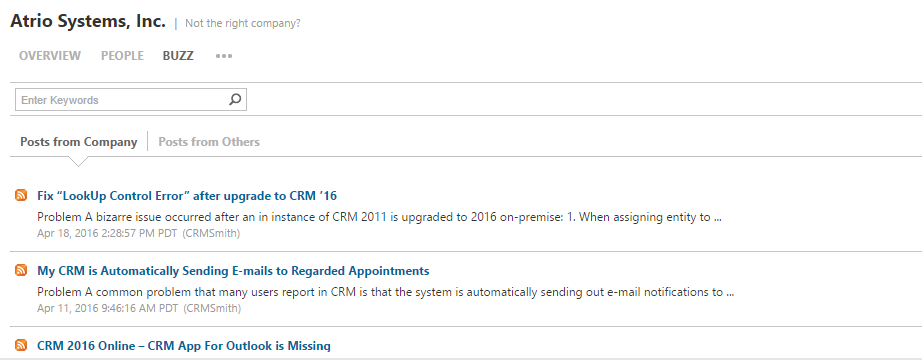 Atrio Systems, Inc. | Not the right company?
OVERVIEW PEOPLE BUZZ •••
Enter Keywords
Posts from Company Posts from Others
Fix “LookUp Control Error” after upgrade to CRM ’16
Problem A bizarre issue occurred after an in instance of CRM 2011 is upgraded to 2016 on-premise: 1. When assigning entity to ...
Apr 18, 2016 2:28:57 PM PDT (CRMSmith)
My CRM is Automatically Sending E-mails to Regarded Appointments
Problem A common problem that many users report in CRM is that the system is automatically sending out e-mail notifications to ...
Apr 11, 2016 9:46:16 AM PDT (CRMSmith)
CRM 2016 Online – CRM App For Outlook is Missing